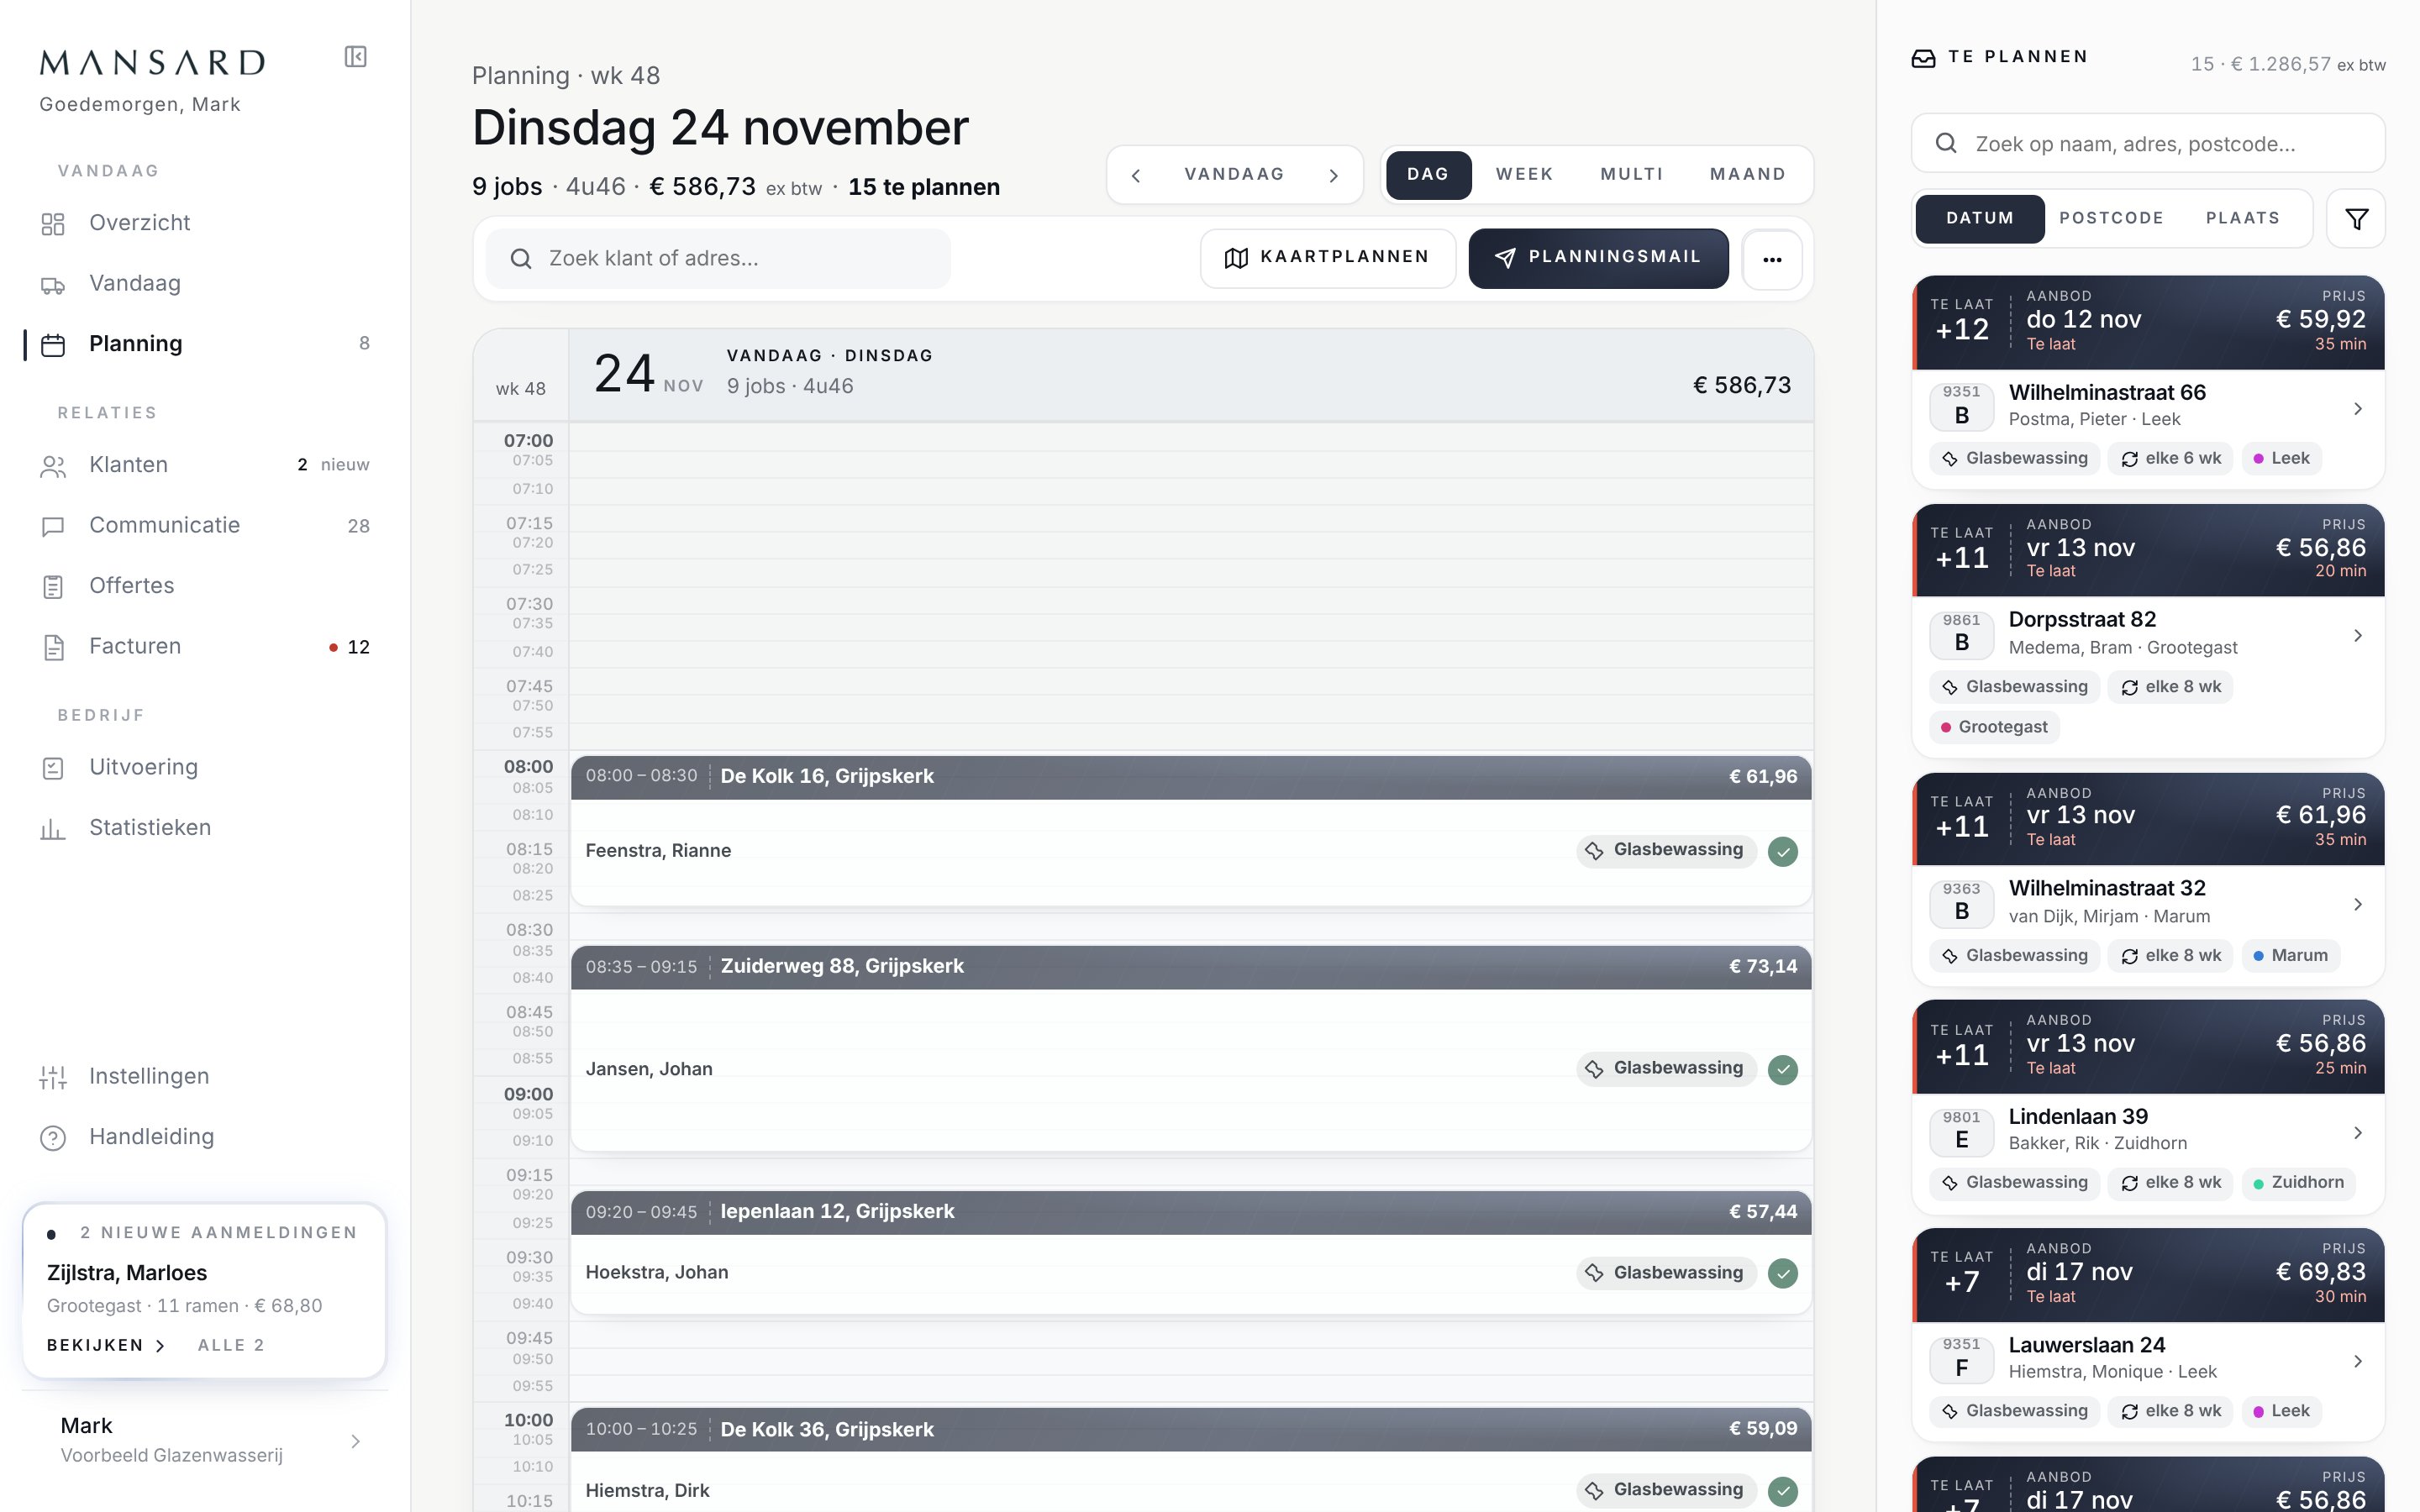 MANSARD
Goedemorgen, Mark
VANDAAG
Overzicht
Vandaag
Planning 8
RELATIES
Klanten 2 nieuw
Communicatie 28
Offertes
Facturen 12
BEDRIJF
Uitvoering
Statistieken
Instellingen
Handleiding
2 NIEUWE AANMELDINGEN
Zijlstra, Marloes
Grootegast · 11 ramen · € 68,80
BEKIJKEN ALLE 2
Mark
Voorbeeld Glazenwasserij
Planning · wk 48
Dinsdag 24 november
9 jobs · 4u46 · € 586,73 ex btw · 15 te plannen
VANDAAG
DAG WEEK MULTI MAAND
Zoek klant of adres...
KAARTPLANNEN
PLANNINGSMAIL
wk 48
24 NOV
VANDAAG · DINSDAG
9 jobs · 4u46
€ 586,73
07:00
07:05
07:10
07:15
07:20
07:25
07:30
07:35
07:40
07:45
07:50
07:55
08:00
08:05
08:10
08:15
08:20
08:25
08:30
08:35
08:40
08:45
08:50
08:55
09:00
09:05
09:10
09:15
09:20
09:25
09:30
09:35
09:40
09:45
09:50
09:55
10:00
10:05
10:10
10:15
08:00 – 08:30 De Kolk 16, Grijpskerk € 61,96
Feenstra, Rianne Glasbewassing
08:35 – 09:15 Zuiderweg 88, Grijpskerk € 73,14
Jansen, Johan Glasbewassing
09:20 – 09:45 Iepenlaan 12, Grijpskerk € 57,44
Hoekstra, Johan Glasbewassing
10:00 – 10:25 De Kolk 36, Grijpskerk € 59,09
Hiemstra, Dirk Glasbewassing
TE PLANNEN
15 · € 1.286,57 ex btw
Zoek op naam, adres, postcode...
DATUM POSTCODE PLAATS
TE LAAT AANBOD PRIJS
+12 do 12 nov € 59,92
Te laat 35 min
9351 B
Wilhelminastraat 66
Postma, Pieter · Leek
Glasbewassing elke 6 wk Leek
TE LAAT AANBOD PRIJS
+11 vr 13 nov € 56,86
Te laat 20 min
9861 B
Dorpsstraat 82
Medema, Bram · Grootegast
Glasbewassing elke 8 wk
Grootegast
TE LAAT AANBOD PRIJS
+11 vr 13 nov € 61,96
Te laat 35 min
9363 B
Wilhelminastraat 32
van Dijk, Mirjam · Marum
Glasbewassing elke 8 wk Marum
TE LAAT AANBOD PRIJS
+11 vr 13 nov € 56,86
Te laat 25 min
9801 E
Lindenlaan 39
Bakker, Rik · Zuidhorn
Glasbewassing elke 8 wk Zuidhorn
TE LAAT AANBOD PRIJS
+7 di 17 nov € 69,83
Te laat 30 min
9351 F
Lauwerslaan 24
Hiemstra, Monique · Leek
Glasbewassing elke 8 wk Leek
TE LAAT AANBOD PRIJS
+7 di 17 nov € 56,86